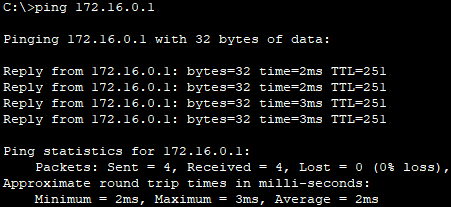 C:\>ping 172.16.0.1
Pinging 172.16.0.1 with 32 bytes of data:
Reply from 172.16.0.1: bytes=32 time=2ms TTL=251
Reply from 172.16.0.1: bytes=32 time=2ms TTL=251
Reply from 172.16.0.1: bytes=32 time=3ms TTL=251
Reply from 172.16.0.1: bytes=32 time=3ms TTL=251
Ping statistics for 172.16.0.1:
    Packets: Sent = 4, Received = 4, Lost = 0 (0% loss),
Approximate round trip times in milli-seconds:
    Minimum = 2ms, Maximum = 3ms, Average = 2ms